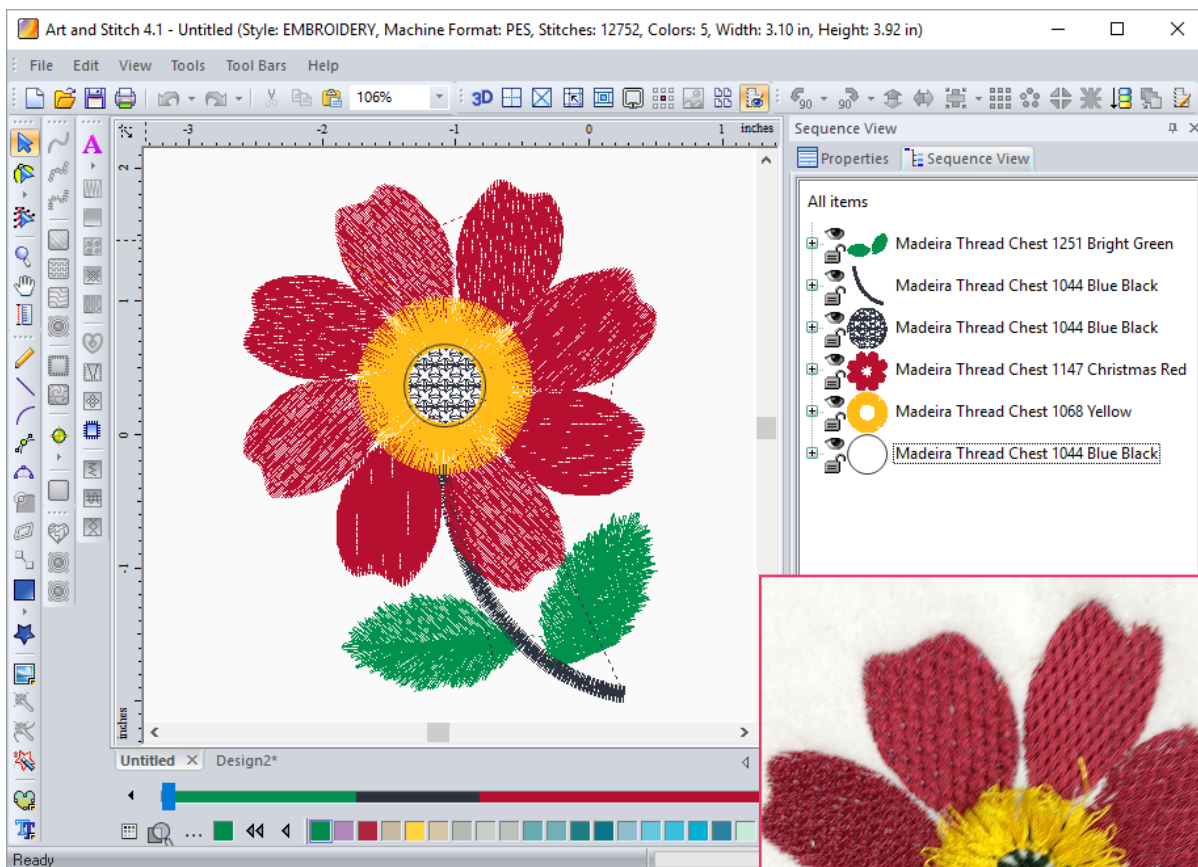 Art and Stitch 4.1 - Untitled (Style: EMBROIDERY, Machine Format: PES, Stitches: 12752, Colors: 5, Width: 3.10 in, Height: 3.92 in)
File Edit View Tools Tool Bars Help
106% 3D 90 90
A -3 -2 -1 0 1 inches
Sequence View
Properties Sequence View
All items
Madeira Thread Chest 1251 Bright Green
Madeira Thread Chest 1044 Blue Black
Madeira Thread Chest 1044 Blue Black
Madeira Thread Chest 1147 Christmas Red
Madeira Thread Chest 1068 Yellow
Madeira Thread Chest 1044 Blue Black
2
1
0
-1
inches
Untitled Design2*
...
Ready